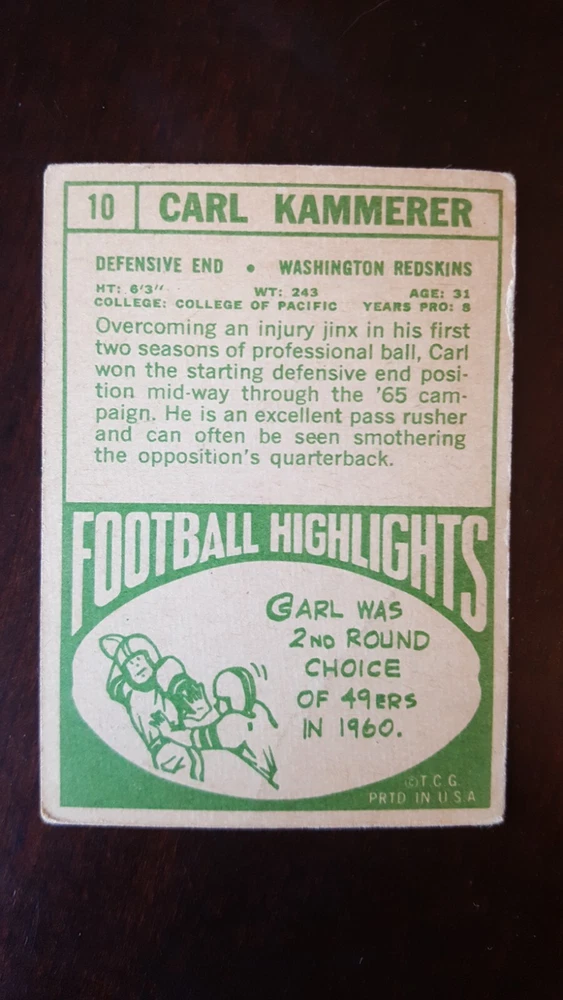 10 CARL KAMMERER
DEFENSIVE END • WASHINGTON REDSKINS
HT: 6'3" WT: 243 AGE: 31
COLLEGE: COLLEGE OF PACIFIC YEARS PRO: 8
Overcoming an injury jinx in his first
two seasons of professional ball, Carl
won the starting defensive end posi-
tion mid-way through the '65 cam-
paign. He is an excellent pass rusher
and can often be seen smothering
the opposition's quarterback.
FOOTBALL HIGHLIGHTS
CARL WAS
2ND ROUND
CHOICE
OF 49ERS
IN 1960.
© T.C.G.
PRTD IN U.S.A.